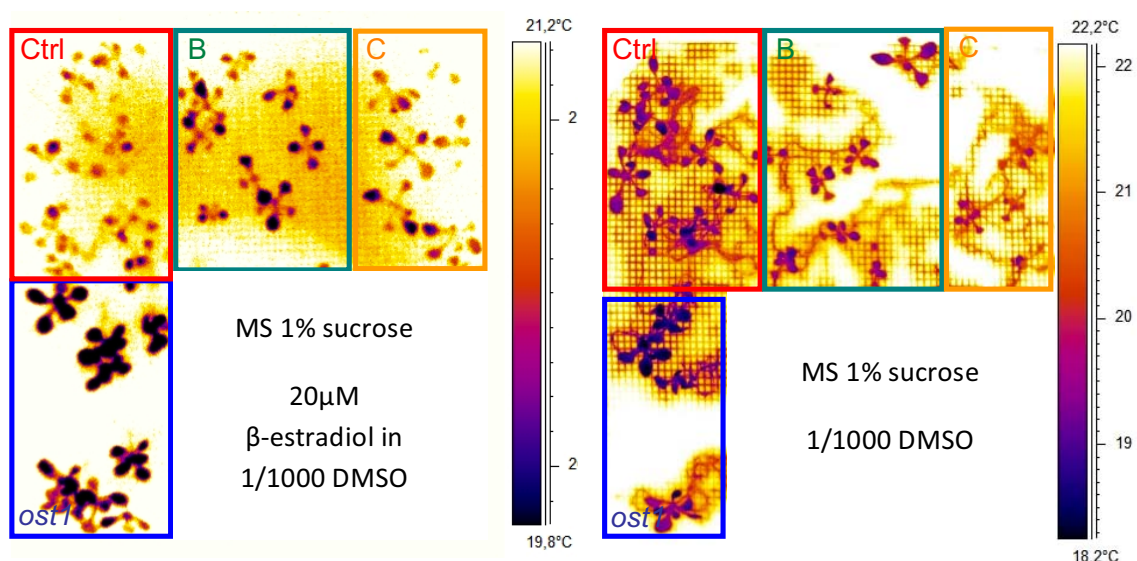 21,2°C
Ctrl
B
C
2
2
19,8°C
ost1
MS 1% sucrose
20µM
β-estradiol in
1/1000 DMSO
22,2°C
Ctrl
B
C
22
21
20
19
18,2°C
ost1
MS 1% sucrose
1/1000 DMSO